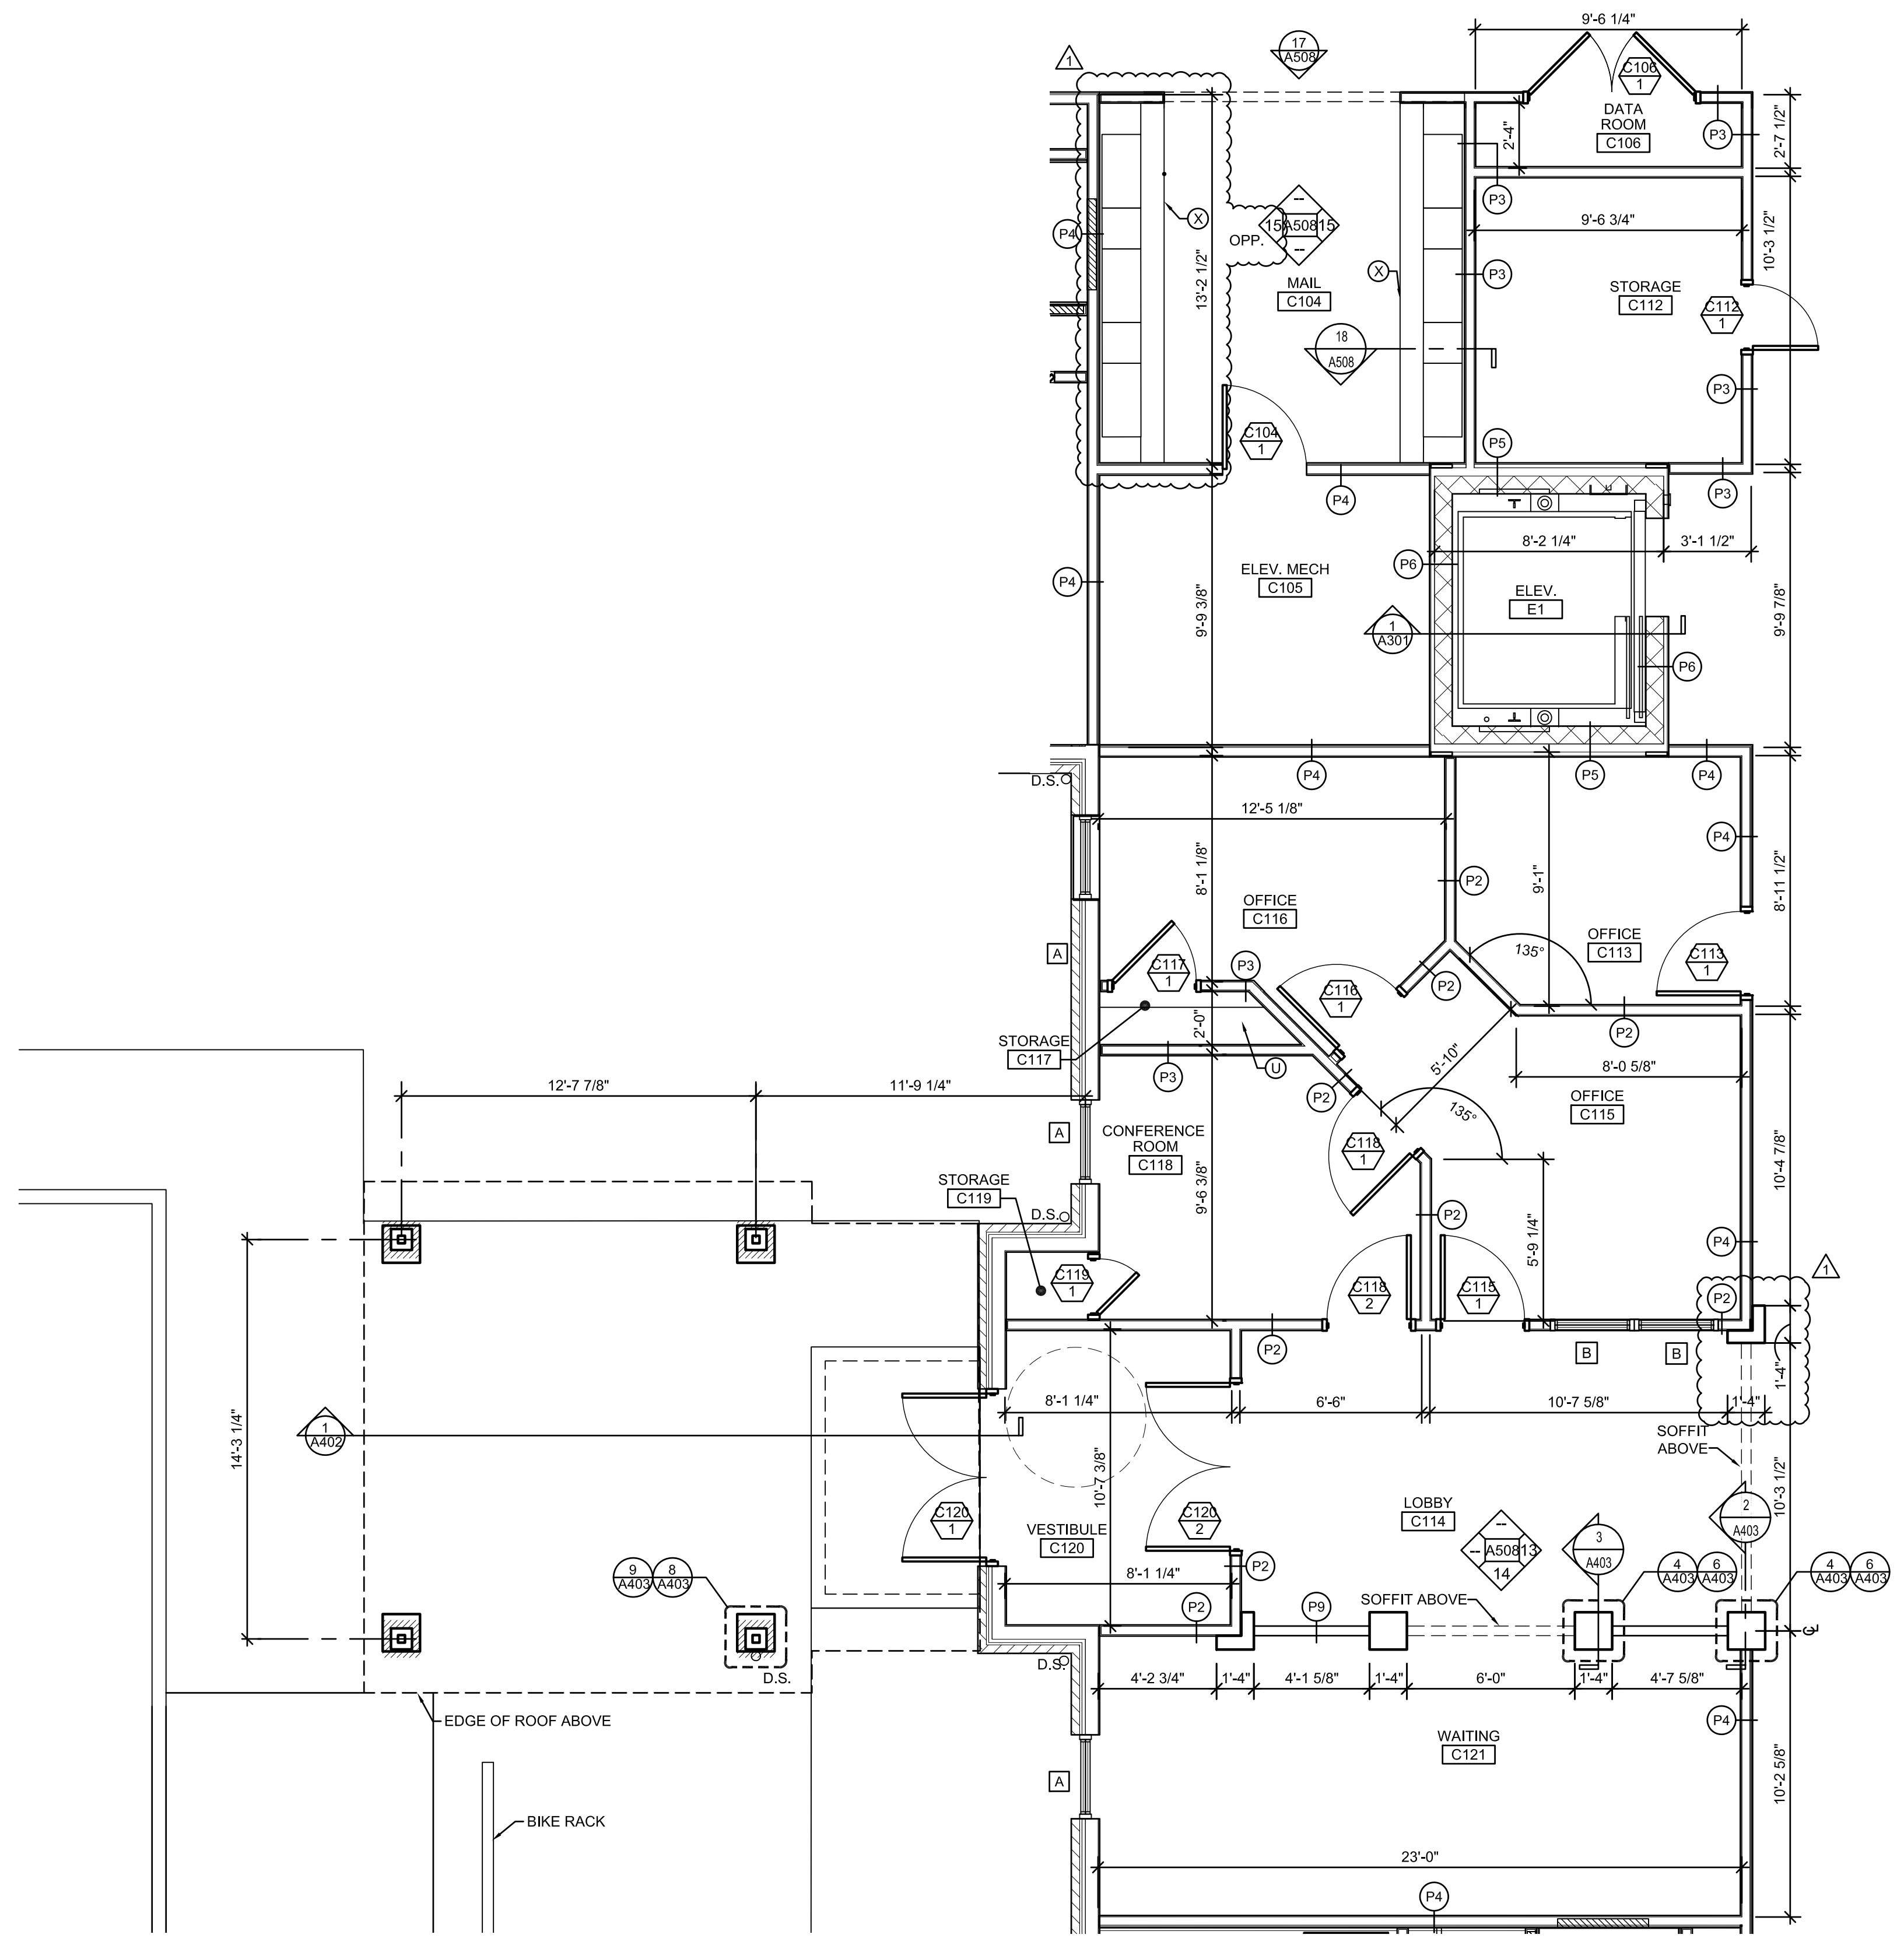 9'-6 1/4"
17
A508
1
C106
1
DATA
ROOM
C106
P3
2'-7 1/2"
2'-4"
P3
9'-6 3/4"
10'-3 1/2"
X
--
15 A508 15
--
OPP.
P4
13'-2 1/2"
MAIL
C104
X
P3
STORAGE
C112
C112
1
18
A508
P3
C104
1
P5
P4
P3
8'-2 1/4"
3'-1 1/2"
P6
ELEV. MECH
C105
P4
ELEV.
E1
9'-9 3/8"
9'-9 7/8"
1
A301
P6
D.S.
P4
P5
P4
12'-5 1/8"
P4
8'-1 1/8"
P2
9'-1"
8'-11 1/2"
OFFICE
C116
OFFICE
C113
135°
A
C117
1
P3
C113
1
C116
1
P2
P2
STORAGE
C117
2'-0"
U
P3
P2
5'-10"
8'-0 5/8"
12'-7 7/8"
11'-9 1/4"
OFFICE
C115
135°
A
CONFERENCE
ROOM
C118
C118
1
10'-4 7/8"
STORAGE
C119
9'-6 3/8"
D.S.
P2
5'-9 1/4"
P4
C119
1
C118
2
C115
1
1
P2
P2
B
B
1'-4"
8'-1 1/4"
6'-6"
10'-7 5/8"
1'-4"
1
A402
14'-3 1/4"
SOFFIT
ABOVE
10'-7 3/8"
10'-3 1/2"
C120
1
VESTIBULE
C120
C120
2
LOBBY
C114
--
-- A508 13
14
3
A403
2
A403
9
A403
8
A403
8'-1 1/4"
P2
4
A403
6
A403
4
A403
6
A403
P2
P9
SOFFIT ABOVE
CL
D.S.
D.S.
4'-2 3/4"
1'-4"
4'-1 5/8"
1'-4"
6'-0"
1'-4"
4'-7 5/8"
EDGE OF ROOF ABOVE
P4
WAITING
C121
A
10'-2 5/8"
BIKE RACK
23'-0"
P4